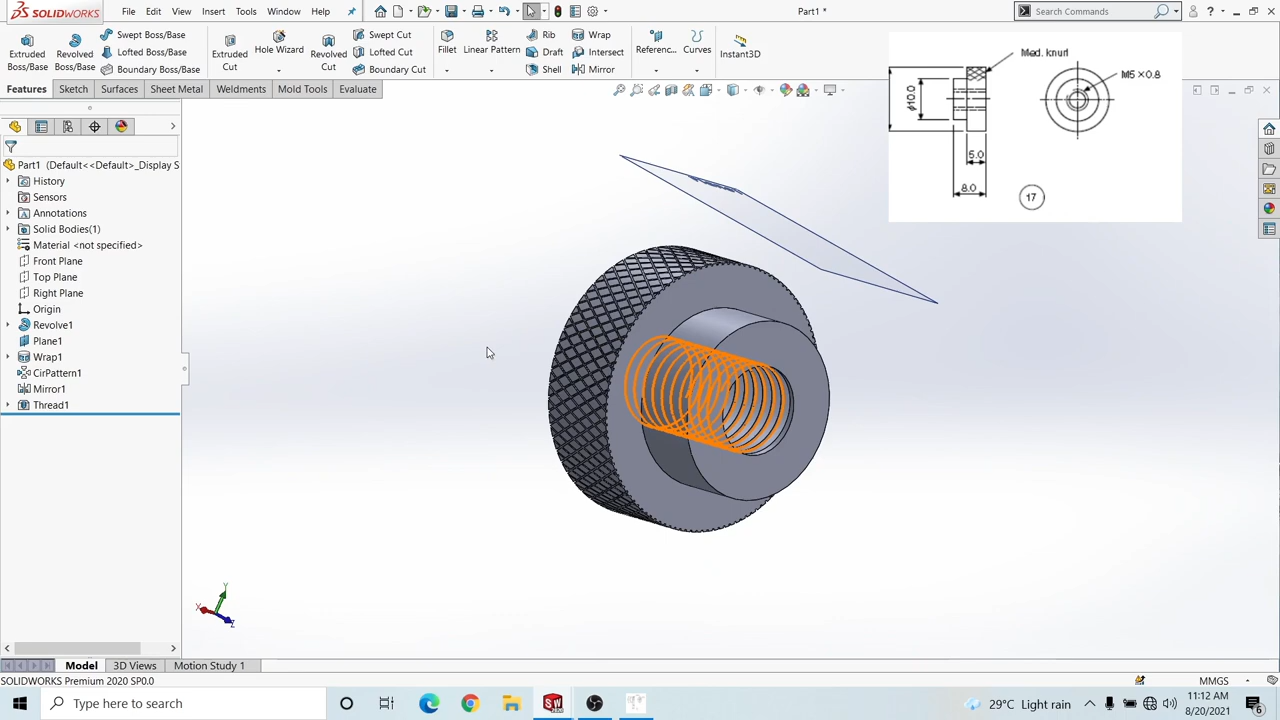 SOLIDWORKS
File Edit View Insert Tools Window Help
Part1 *
Search Commands
Extruded Boss/Base
Revolved Boss/Base
Swept Boss/Base
Lofted Boss/Base
Boundary Boss/Base
Extruded Cut
Hole Wizard
Revolved Cut
Swept Cut
Lofted Cut
Boundary Cut
Fillet
Linear Pattern
Rib
Draft
Shell
Wrap
Intersect
Mirror
Referenc...
Curves
Instant3D
Features Sketch Surfaces Sheet Metal Weldments Mold Tools Evaluate
Part1 (Default<<Default>_Display S
History
Sensors
Annotations
Solid Bodies(1)
Material <not specified>
Front Plane
Top Plane
Right Plane
Origin
Revolve1
Plane1
Wrap1
CirPattern1
Mirror1
Thread1
Med. knurl
M5×0.8
ϕ10.0
5.0
8.0
17
Y
X
Z
Model 3D Views Motion Study 1
SOLIDWORKS Premium 2020 SP0.0
MMGS
Type here to search
29°C Light rain
11:12 AM
8/20/2021
6